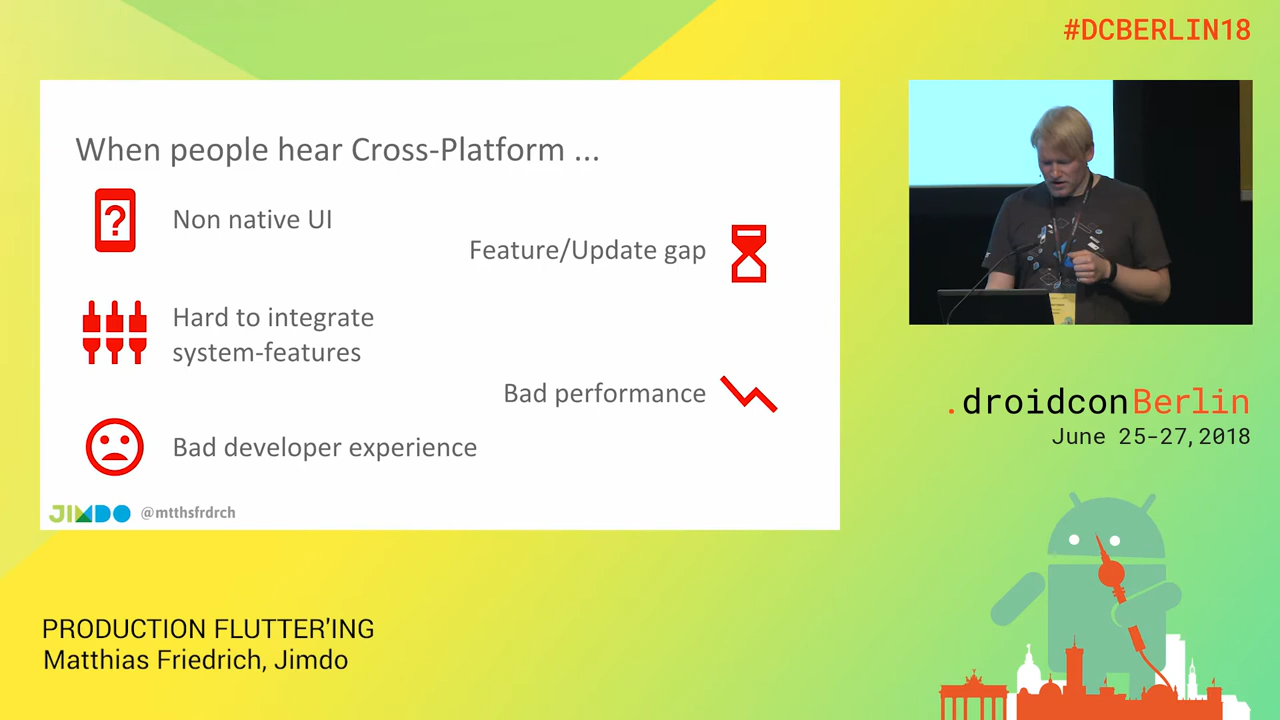 #DCBERLIN18
When people hear Cross-Platform ...
?
Non native UI
Feature/Update gap
Hard to integrate
system-features
Bad performance
Bad developer experience
JIMDO @mtthsfrdrch
.droidconBerlin
June 25-27, 2018
PRODUCTION FLUTTER'ING
Matthias Friedrich, Jimdo